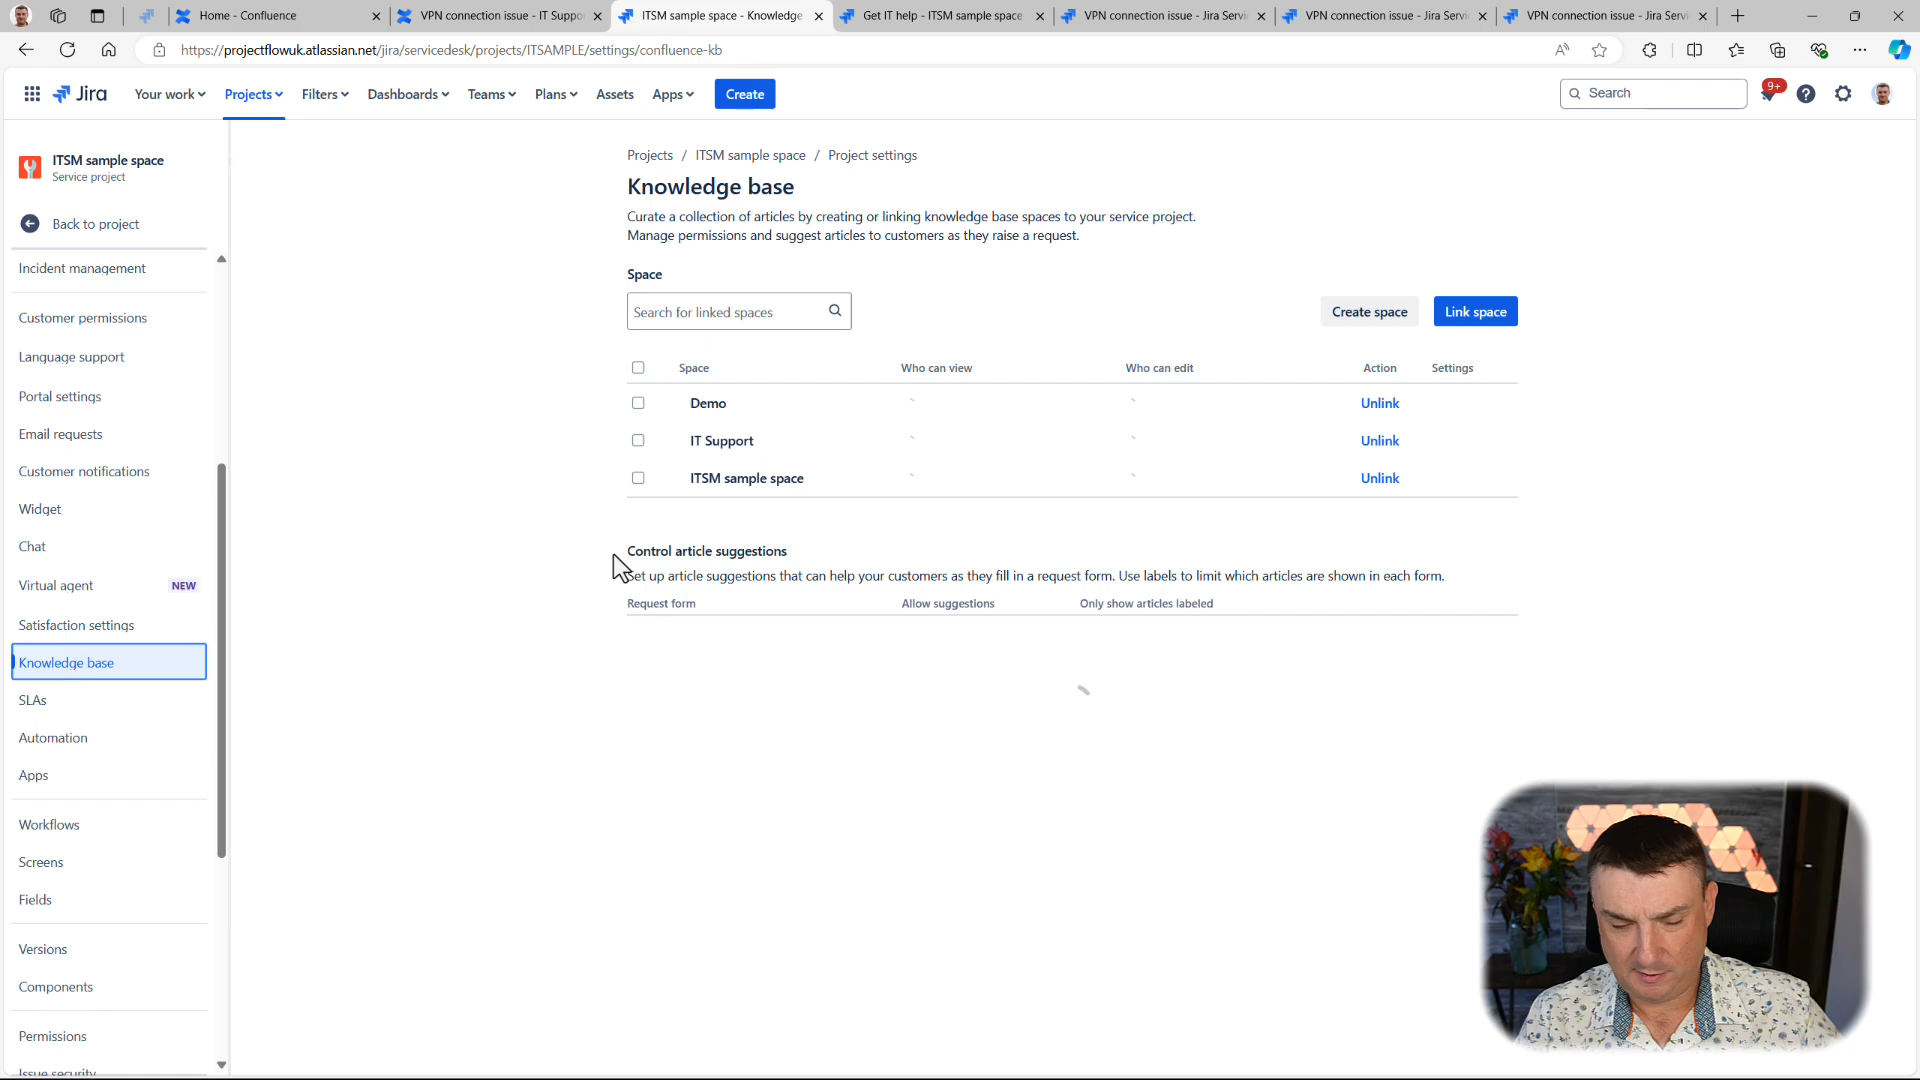 Home - Confluence
VPN connection issue - IT Suppo
ITSM sample space - Knowledge
Get IT help - ITSM sample space
VPN connection issue - Jira Servi
VPN connection issue - Jira Servi
VPN connection issue - Jira Servi
https://projectflowuk.atlassian.net/jira/servicedesk/projects/ITSAMPLE/settings/confluence-kb
Jira
Your work
Projects
Filters
Dashboards
Teams
Plans
Assets
Apps
Create
Search
9+
ITSM sample space
Service project
Back to project
Incident management
Customer permissions
Language support
Portal settings
Email requests
Customer notifications
Widget
Chat
Virtual agent NEW
Satisfaction settings
Knowledge base
SLAs
Automation
Apps
Workflows
Screens
Fields
Versions
Components
Permissions
Issue security
Projects / ITSM sample space / Project settings
Knowledge base
Curate a collection of articles by creating or linking knowledge base spaces to your service project.
Manage permissions and suggest articles to customers as they raise a request.
Space
Search for linked spaces
Create space
Link space
Space Who can view Who can edit Action Settings
Demo Unlink
IT Support Unlink
ITSM sample space Unlink
Control article suggestions
Set up article suggestions that can help your customers as they fill in a request form. Use labels to limit which articles are shown in each form.
Request form Allow suggestions Only show articles labeled